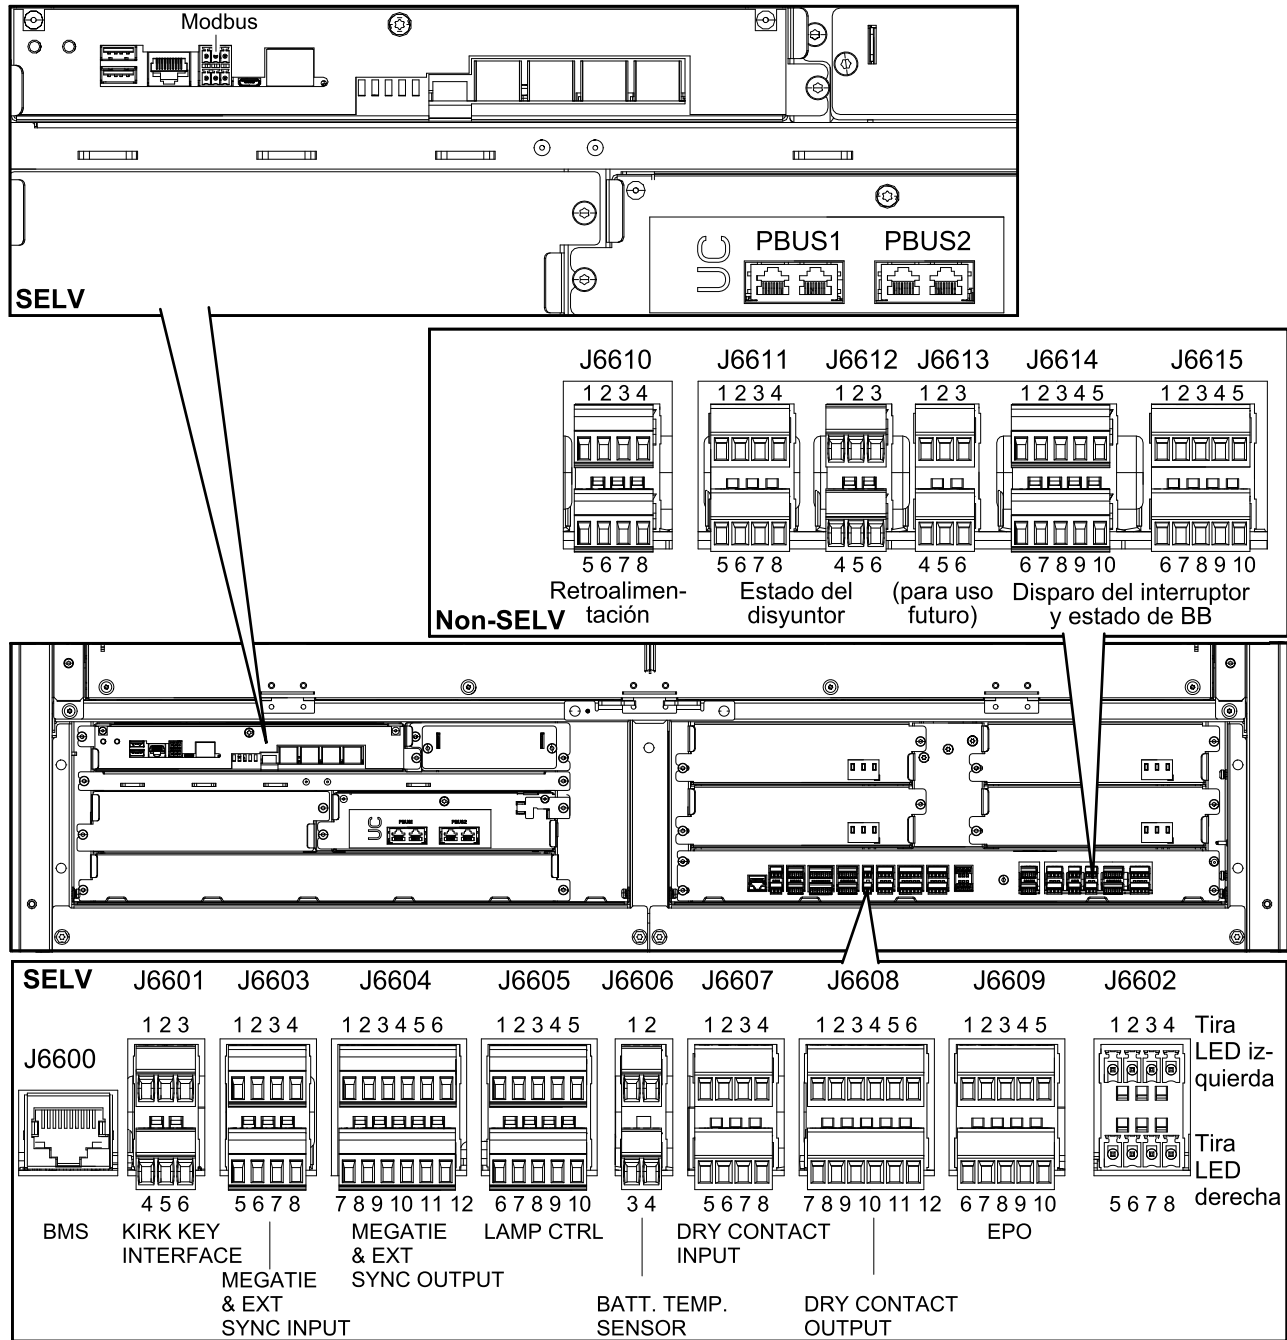 Modbus
PBUS1 PBUS2
UC
SELV
J6610 J6611 J6612 J6613 J6614 J6615
1 2 3 4 1 2 3 4 1 2 3 1 2 3 1 2 3 4 5 1 2 3 4 5
5 6 7 8 5 6 7 8 4 5 6 4 5 6 6 7 8 9 10 6 7 8 9 10
Retroalimen-
tación
Estado del
disyuntor
(para uso
futuro)
Disparo del interruptor
y estado de BB
Non-SELV
UC
PBUS1 PBUS2
SELV
J6601 J6603 J6604 J6605 J6606 J6607 J6608 J6609 J6602
1 2 3 1 2 3 4 1 2 3 4 5 6 1 2 3 4 5 1 2 1 2 3 4 1 2 3 4 5 6 1 2 3 4 5 1 2 3 4
J6600
Tira
LED iz-
quierda
Tira
LED
derecha
4 5 6 5 6 7 8 7 8 9 10 11 12 6 7 8 9 10 3 4 5 6 7 8 7 8 9 10 11 12 6 7 8 9 10 5 6 7 8
BMS
KIRK KEY
INTERFACE
MEGATIE
& EXT
SYNC INPUT
MEGATIE
& EXT
SYNC OUTPUT
LAMP CTRL
BATT. TEMP.
SENSOR
DRY CONTACT
INPUT
DRY CONTACT
OUTPUT
EPO